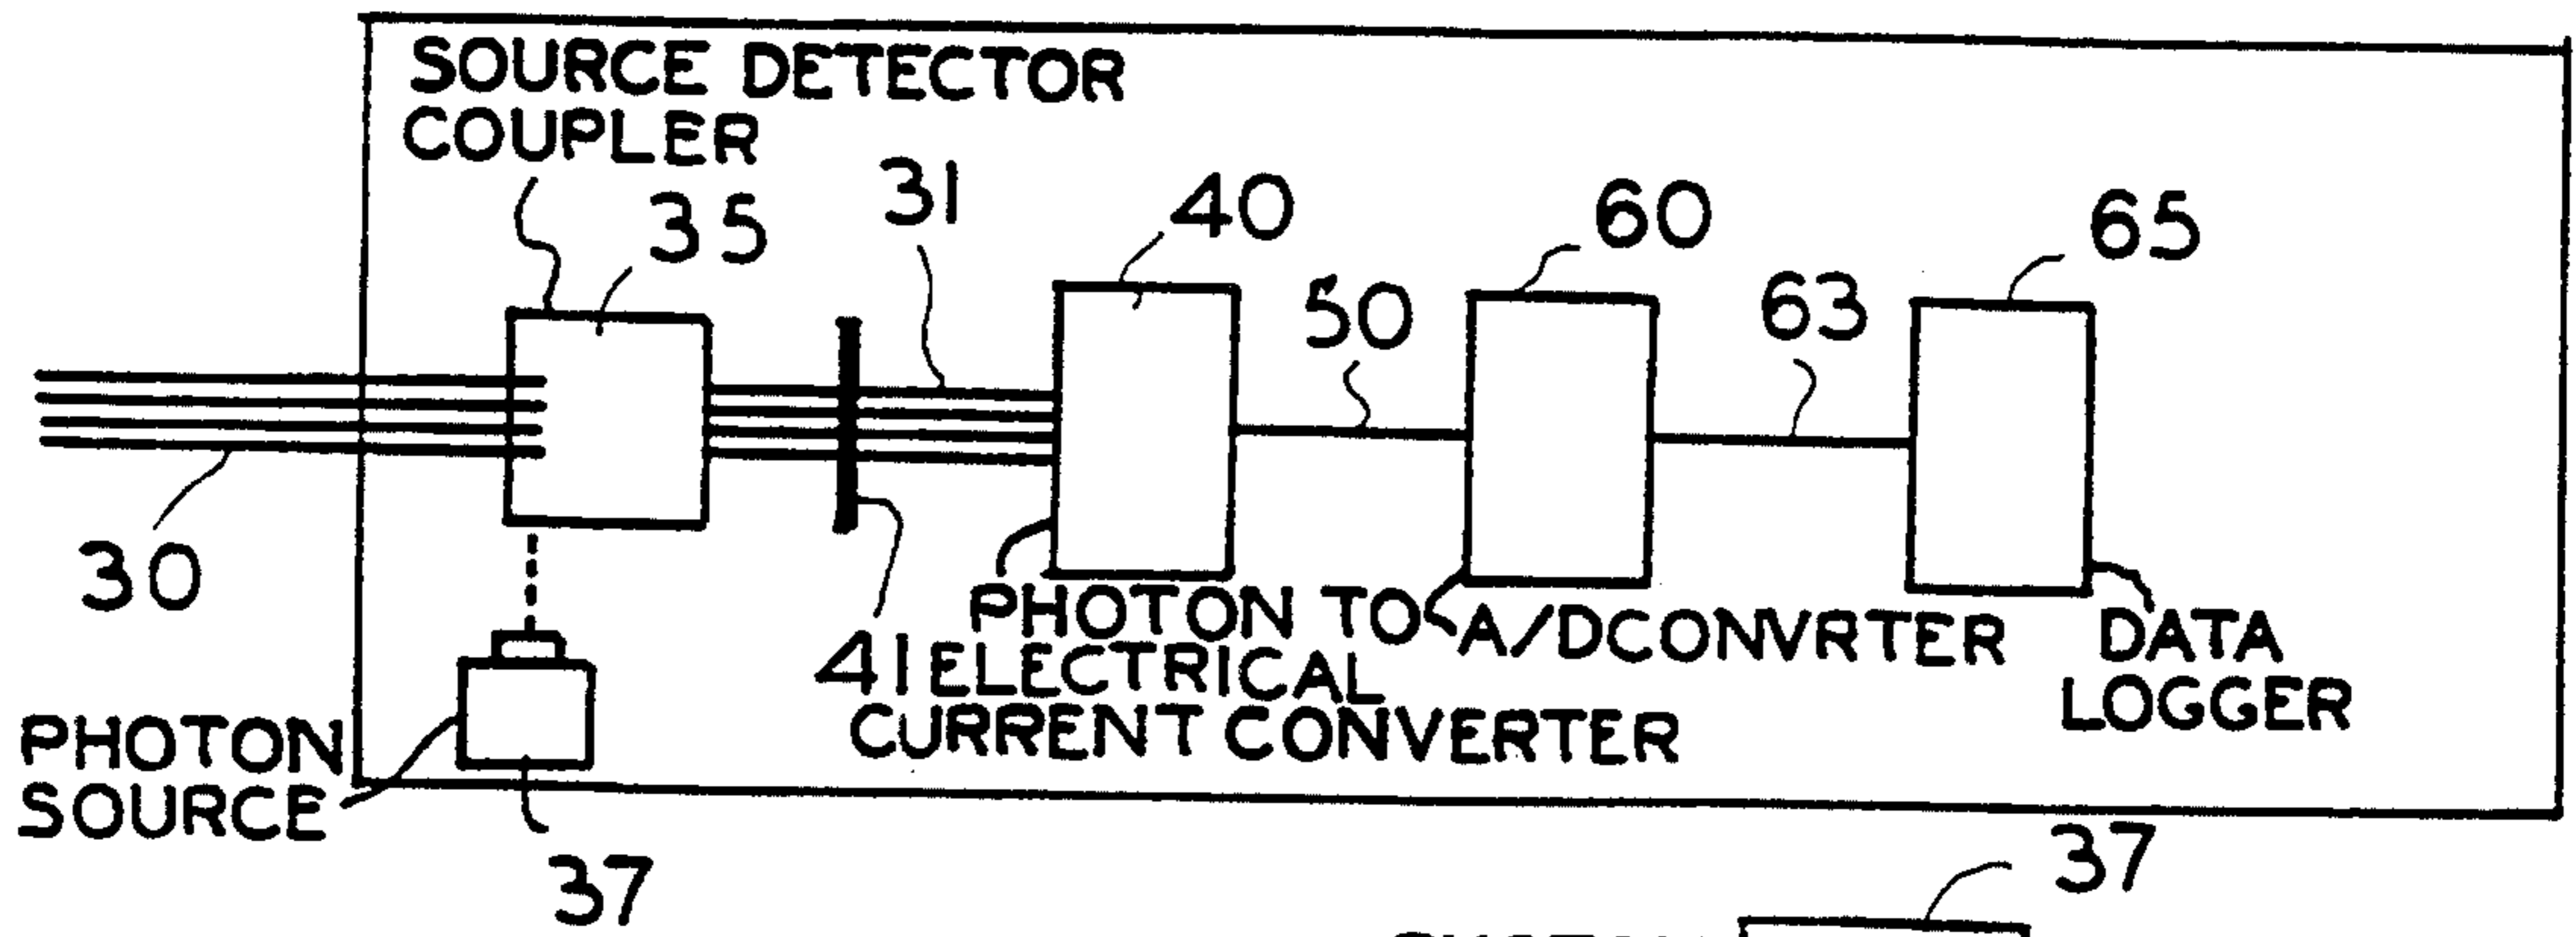 SOURCE DETECTOR
COUPLER
35
31
40
50
60
63
65
30
PHOTON TO
41 ELECTRICAL
CURRENT CONVERTER
A/DCONVRTER
DATA
LOGGER
PHOTON
SOURCE
37
37